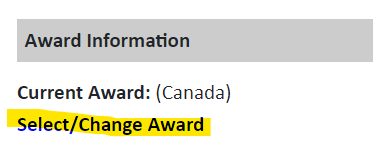 Award Information
Current Award: (Canada)
Select/Change Award